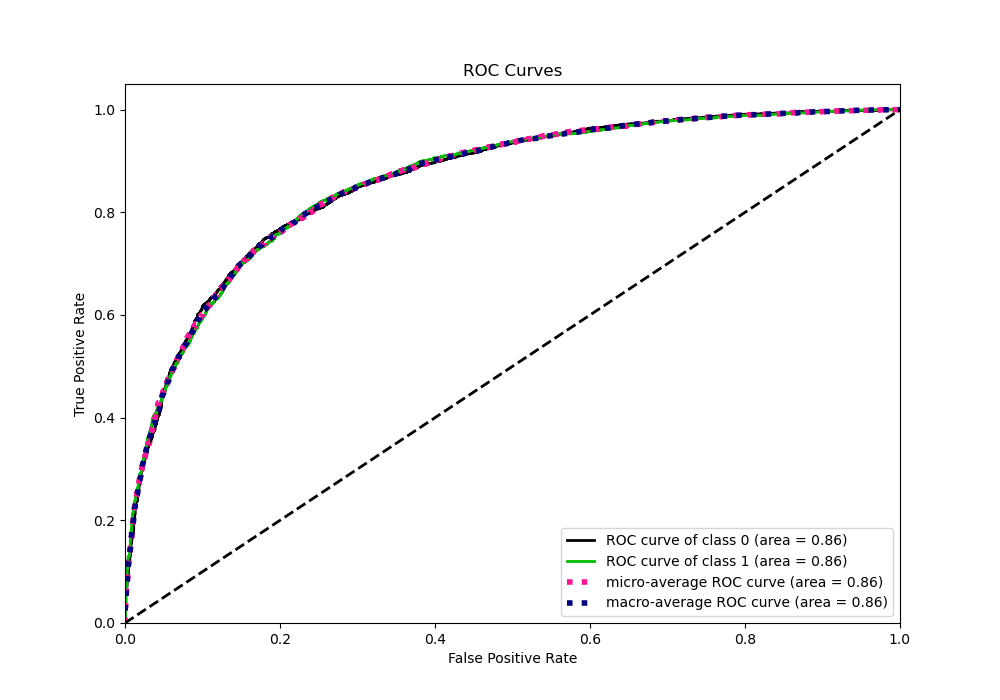 ROC Curves
True Positive Rate
1.0
0.8
0.6
0.4
0.2
0.0
ROC curve of class 0 (area = 0.86)
ROC curve of class 1 (area = 0.86)
micro-average ROC curve (area = 0.86)
macro-average ROC curve (area = 0.86)
0.0 0.2 0.4 0.6 0.8 1.0
False Positive Rate